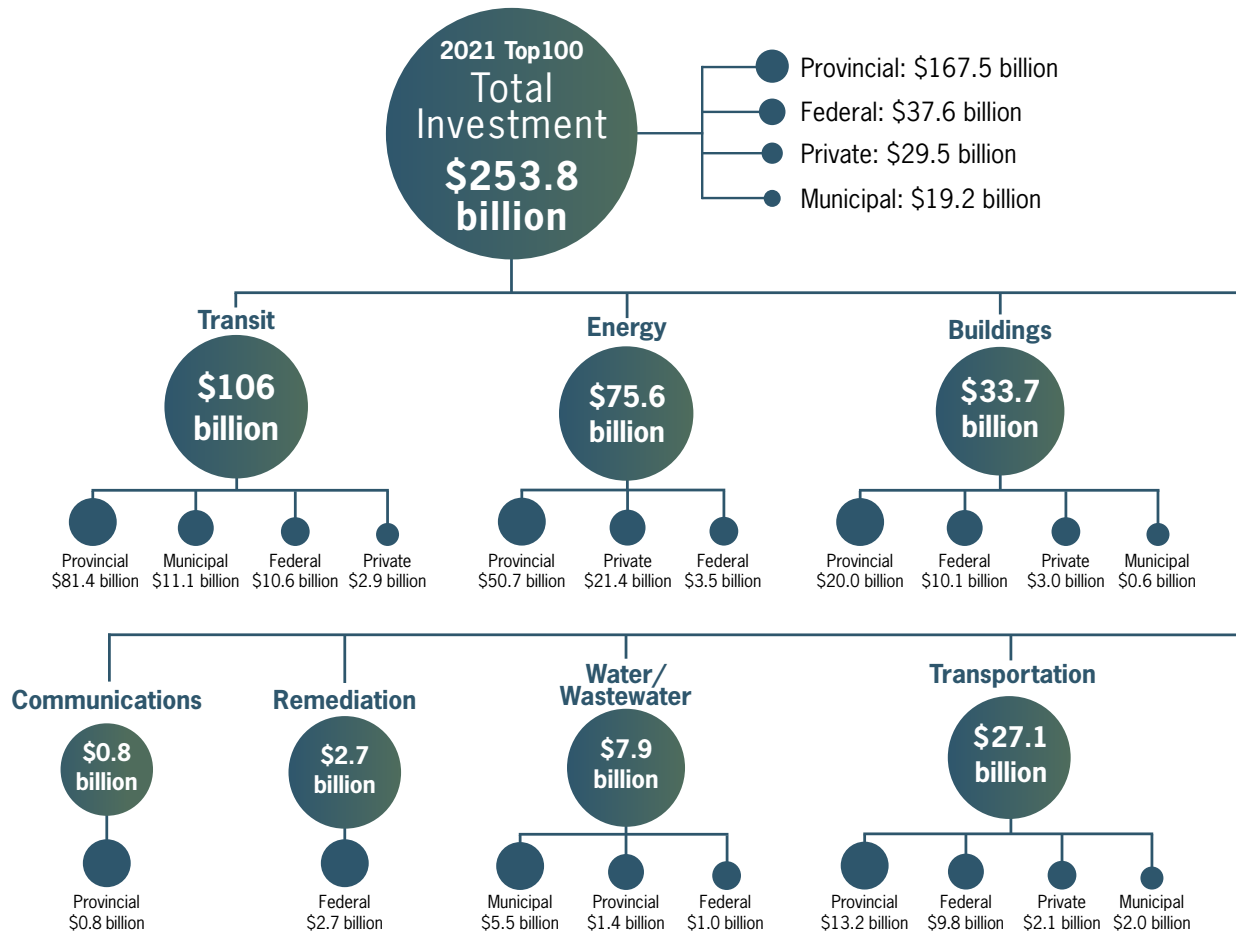 2021 Top100
Total
Investment
$253.8
billion
Provincial: $167.5 billion
Federal: $37.6 billion
Private: $29.5 billion
Municipal: $19.2 billion
Transit
$106
billion
Provincial
$81.4 billion
Municipal
$11.1 billion
Federal
$10.6 billion
Private
$2.9 billion
Energy
$75.6
billion
Provincial
$50.7 billion
Private
$21.4 billion
Federal
$3.5 billion
Buildings
$33.7
billion
Provincial
$20.0 billion
Federal
$10.1 billion
Private
$3.0 billion
Municipal
$0.6 billion
Communications
$0.8
billion
Provincial
$0.8 billion
Remediation
$2.7
billion
Federal
$2.7 billion
Water/
Wastewater
$7.9
billion
Municipal
$5.5 billion
Provincial
$1.4 billion
Federal
$1.0 billion
Transportation
$27.1
billion
Provincial
$13.2 billion
Federal
$9.8 billion
Private
$2.1 billion
Municipal
$2.0 billion